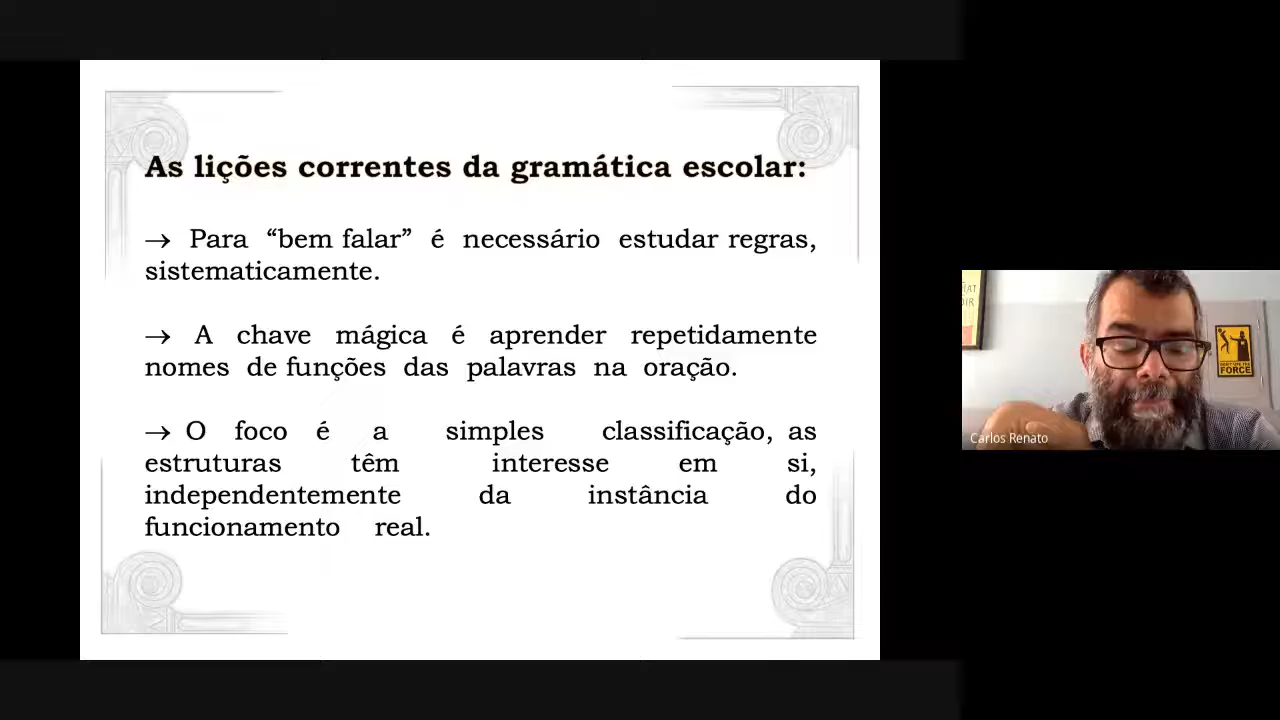 As lições correntes da gramática escolar:
→ Para “bem falar” é necessário estudar regras,
sistematicamente.
→ A chave mágica é aprender repetidamente
nomes de funções das palavras na oração.
→ O foco é a simples classificação, as
estruturas têm interesse em si,
independentemente da instância do
funcionamento real.
Carlos Renato
FORCE